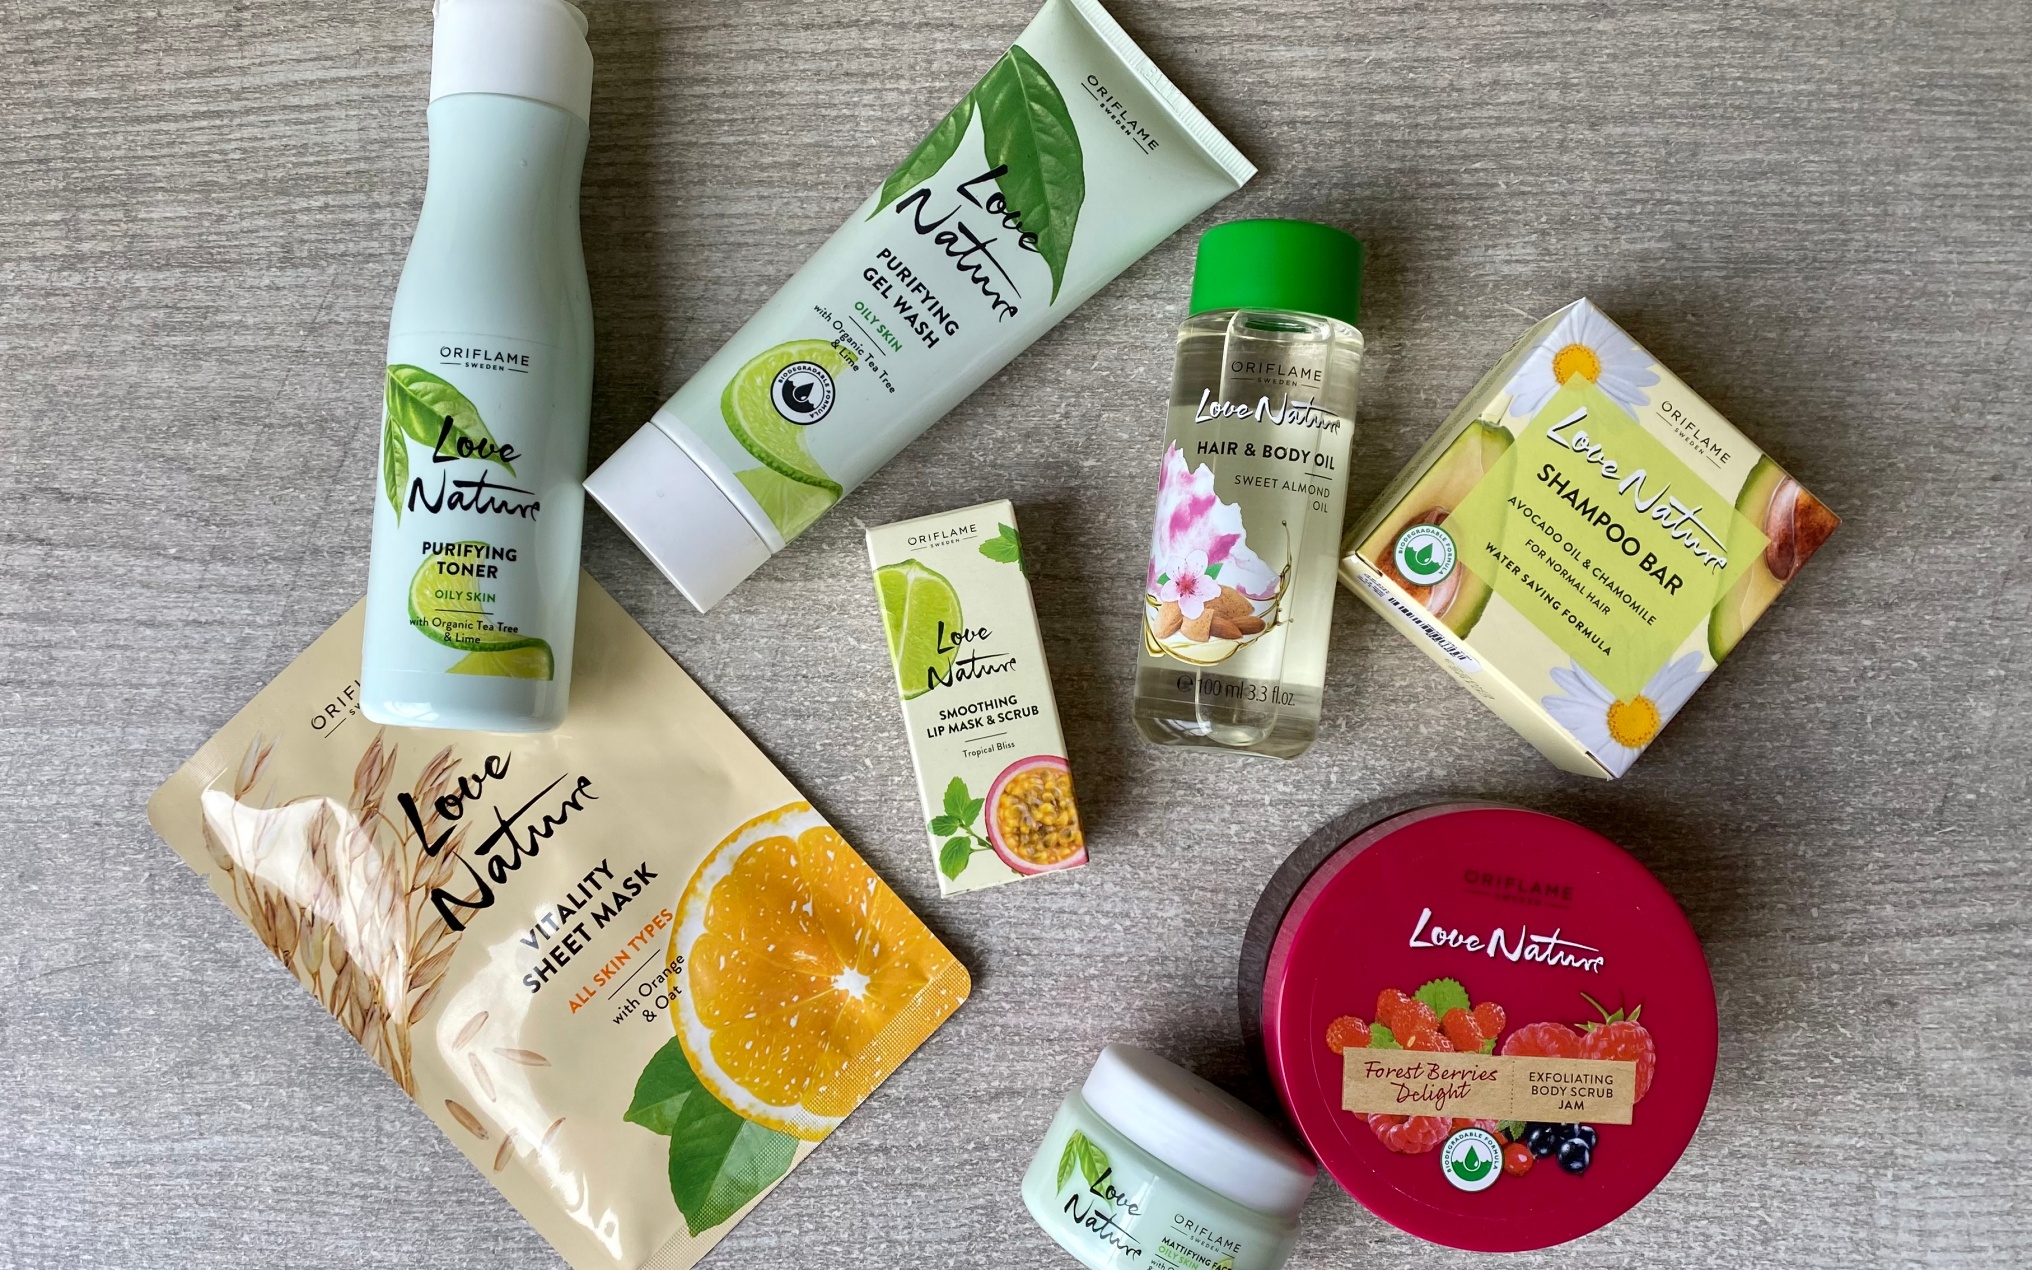 ORIFLAME
SWEDEN
Love
Nature
PURIFYING
TONER
OILY SKIN
with Organic Tea Tree
& Lime
ORIFLAME
SWEDEN
Love
Nature
PURIFYING
GEL WASH
OILY SKIN
with Organic Tea Tree
& Lime
BIODEGRADABLE FORMULA
ORIFLAME
SWEDEN
Love Nature
HAIR & BODY OIL
SWEET ALMOND
OIL
100 ml 3.3 fl.oz.
ORIFLAME
SWEDEN
Love Nature
SHAMPOO BAR
AVOCADO OIL & CHAMOMILE
FOR NORMAL HAIR
WATER SAVING FORMULA
BIODEGRADABLE FORMULA
ORIFLAME
SWEDEN
Love
Nature
SMOOTHING
LIP MASK & SCRUB
Tropical Bliss
Love
Nature
VITALITY
SHEET MASK
ALL SKIN TYPES
with Orange
& Oat
ORIFLAME
SWEDEN
Love Nature
Forest Berries
Delight
EXFOLIATING
BODY SCRUB
JAM
BIODEGRADABLE FORMULA
Love
Nature
ORIFLAME
SWEDEN
MATTIFYING
OILY SKIN
with